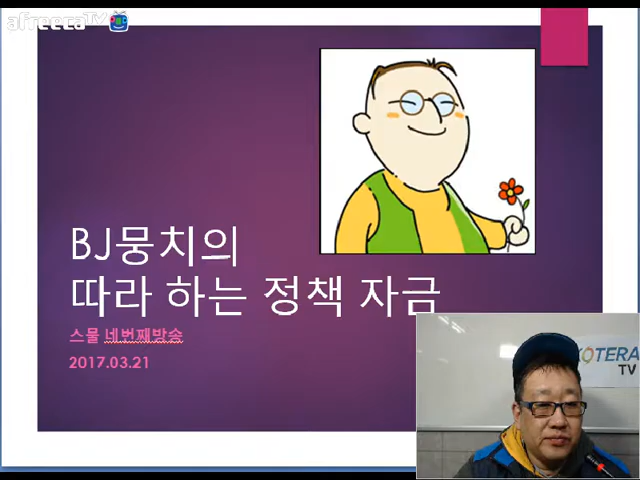 afreecaTV
BJ뭉치의
따라 하는 정책 자금
스물 네번째방송
2017.03.21
KOTERA
TV